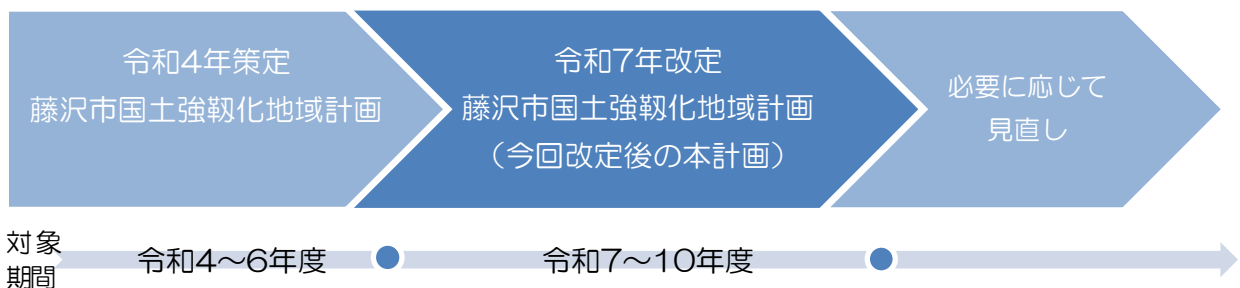 令和4年策定
藤沢市国土強靱化地域計画
令和7年改定
藤沢市国土強靱化地域計画
（今回改定後の本計画）
必要に応じて
見直し
対象
期間
令和4～6年度
令和7～10年度